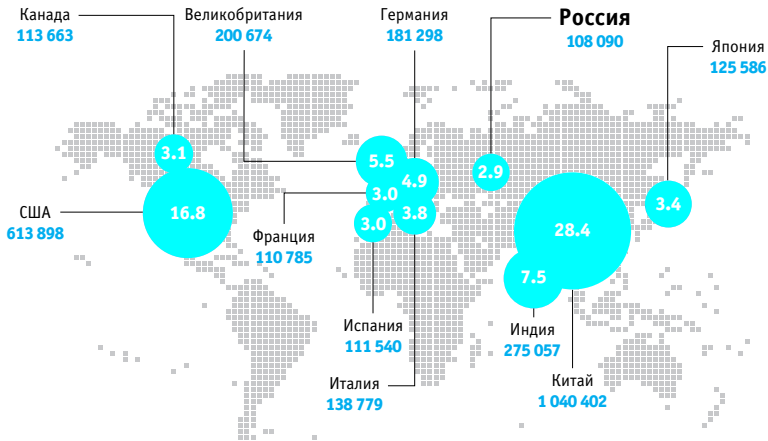 Канада
113 663
Великобритания
200 674
Германия
181 298
Россия
108 090
Япония
125 586
3.1
5.5
4.9
2.9
3.0
3.4
США
613 898
16.8
3.8
3.0
28.4
Франция
110 785
7.5
Испания
111 540
Индия
275 057
Италия
138 779
Китай
1 040 402